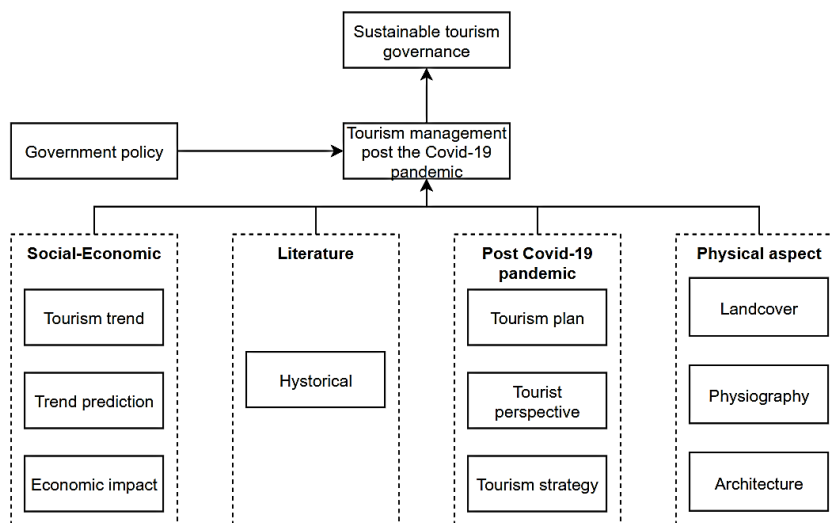 Sustainable tourism
governance
Government policy
Tourism management
post the Covid-19
pandemic
Social-Economic
Tourism trend
Trend prediction
Economic impact
Literature
Hystorical
Post Covid-19
pandemic
Tourism plan
Tourist
perspective
Tourism strategy
Physical aspect
Landcover
Physiography
Architecture